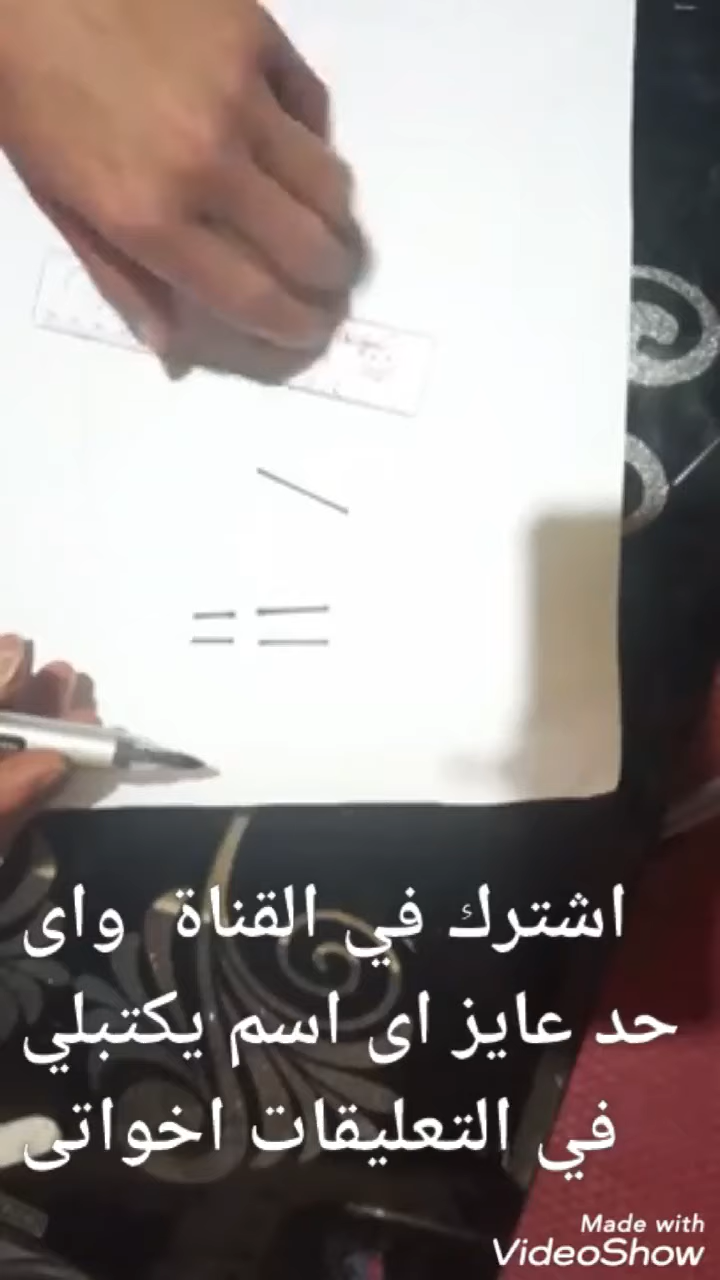 اشترك في القناة واى
حد عايز اى اسم يكتبلي
في التعليقات اخواتى
Made with
VideoShow